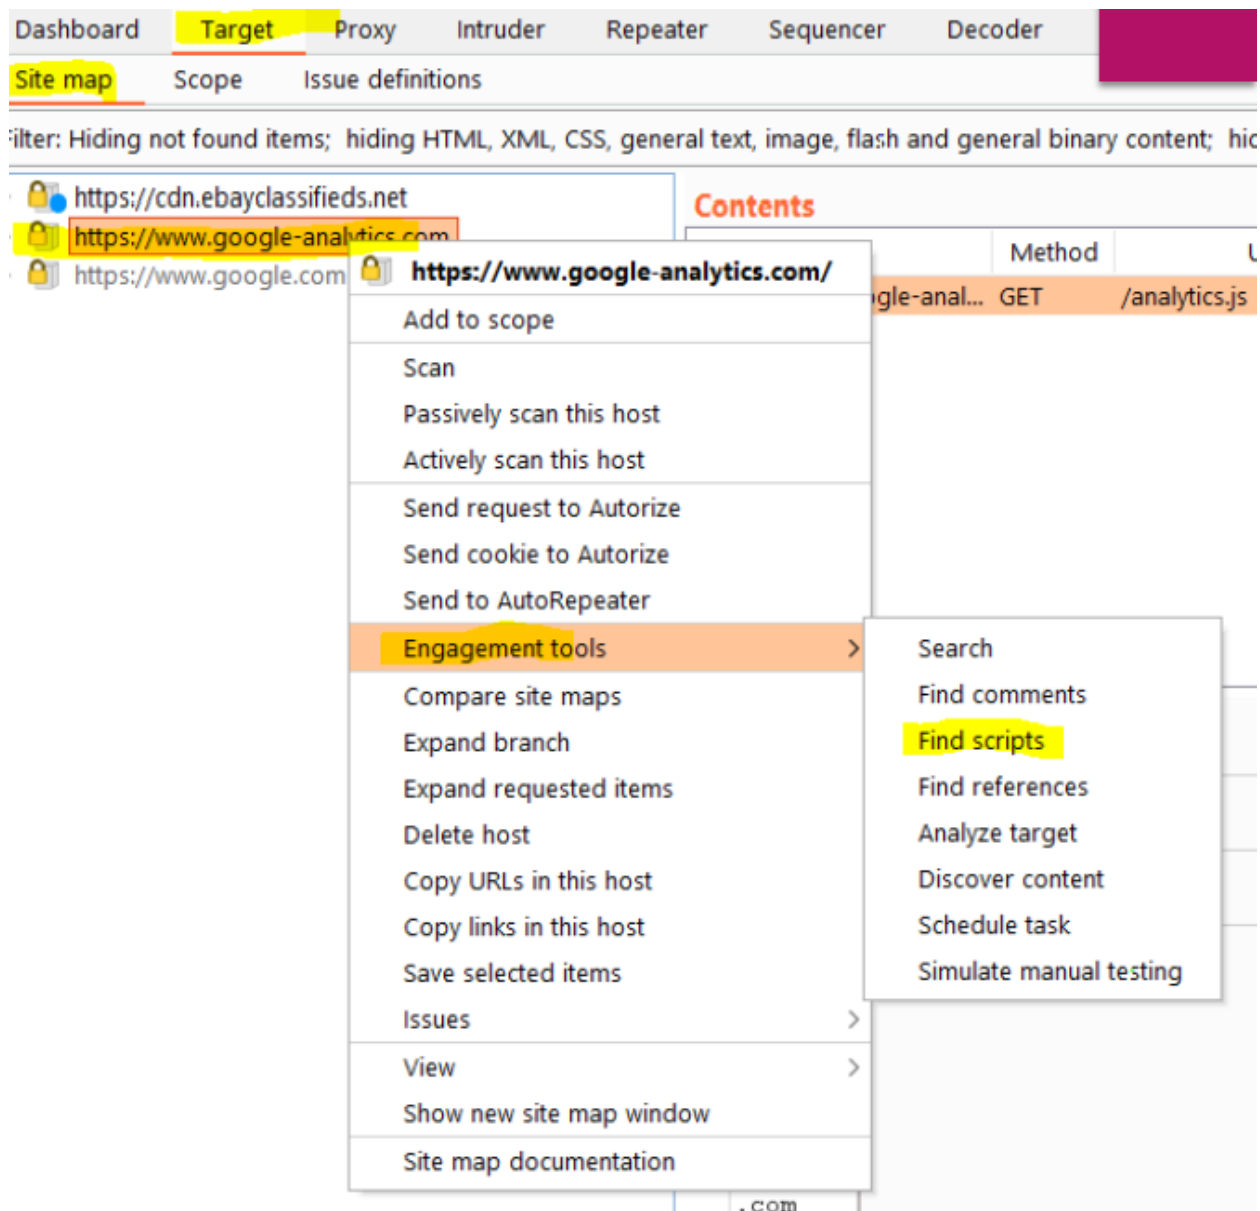 Dashboard Target Proxy Intruder Repeater Sequencer Decoder
Site map Scope Issue definitions
Filter: Hiding not found items; hiding HTML, XML, CSS, general text, image, flash and general binary content;
https://cdn.ebayclassifieds.net
https://www.google-analytics.com
https://www.google.com
Contents
Method
gle-anal... GET /analytics.js
https://www.google-analytics.com/
Add to scope
Scan
Passively scan this host
Actively scan this host
Send request to Autorize
Send cookie to Autorize
Send to AutoRepeater
Engagement tools
Compare site maps
Expand branch
Expand requested items
Delete host
Copy URLs in this host
Copy links in this host
Save selected items
Issues
View
Show new site map window
Site map documentation
Search
Find comments
Find scripts
Find references
Analyze target
Discover content
Schedule task
Simulate manual testing
.com